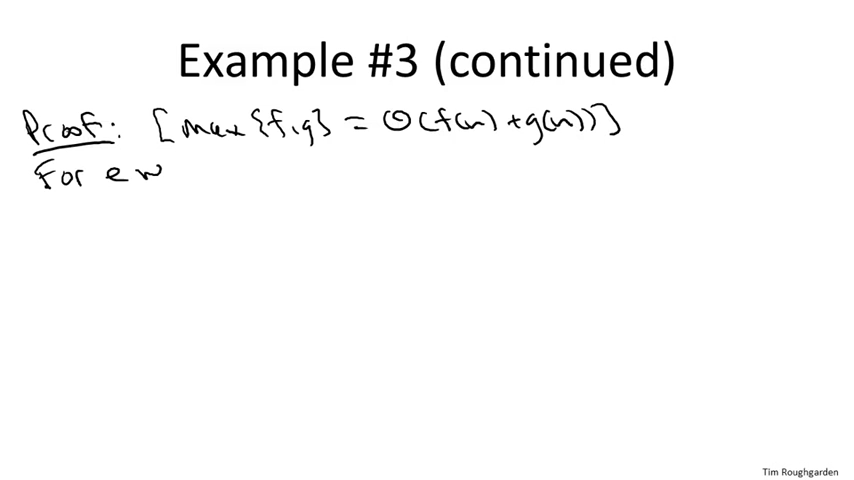 Example #3 (continued)
Proof: [max{f,g} = Θ(f(n)+g(n))]
For ev
Tim Roughgarden